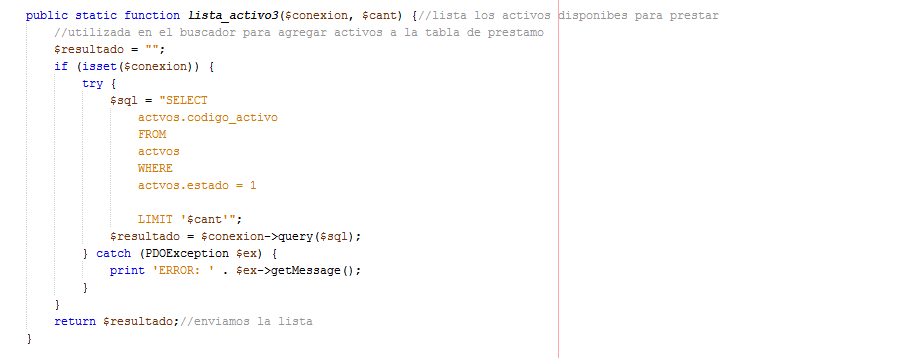 public static function lista_activo3($conexion, $cant) {//lista los activos disponibes para prestar
//utilizada en el buscador para agregar activos a la tabla de prestamo
$resultado = "";
if (isset($conexion)) {
try {
$sql = "SELECT
actvos.codigo_activo
FROM
actvos
WHERE
actvos.estado = 1
LIMIT '$cant'";
$resultado = $conexion->query($sql);
} catch (PDOException $ex) {
print 'ERROR: ' . $ex->getMessage();
}
}
return $resultado;//enviamos la lista
}